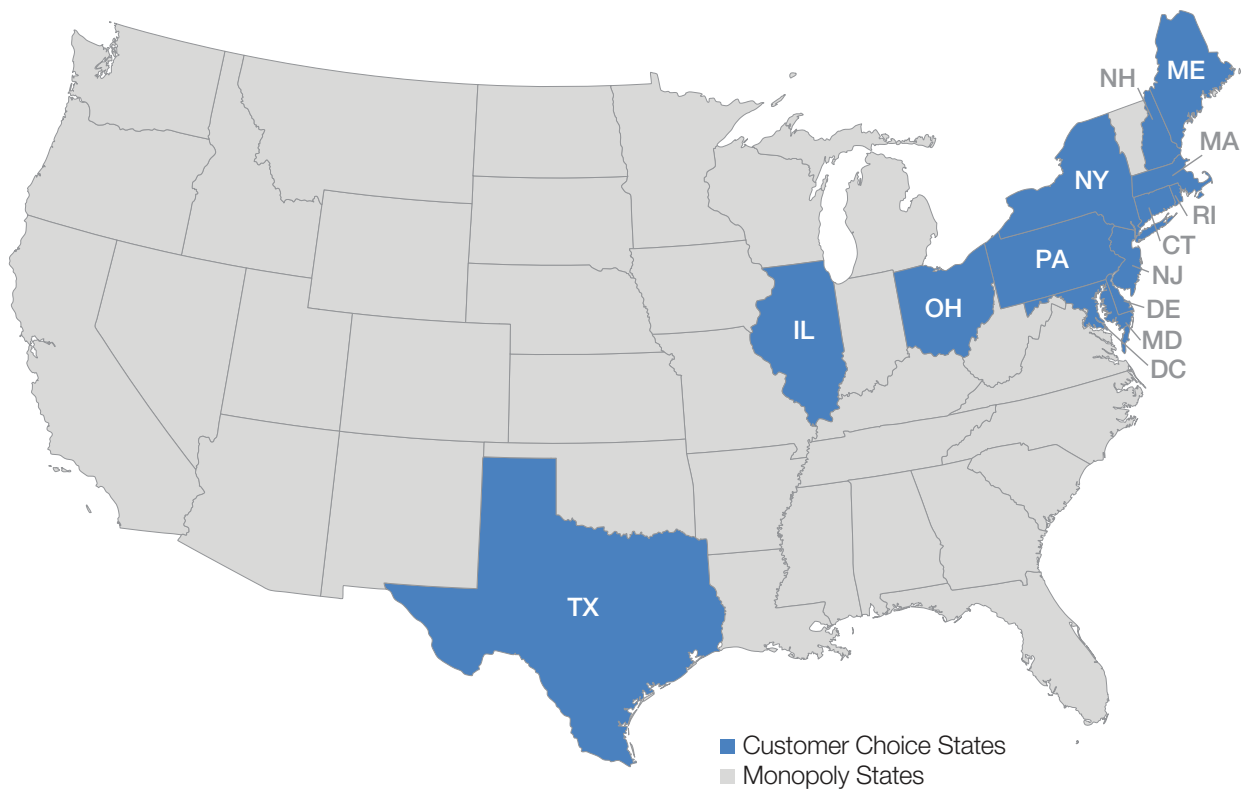 ME
NH
MA
NY
RI
CT
PA
NJ
DE
OH
IL
MD
DC
TX
Customer Choice States
Monopoly States